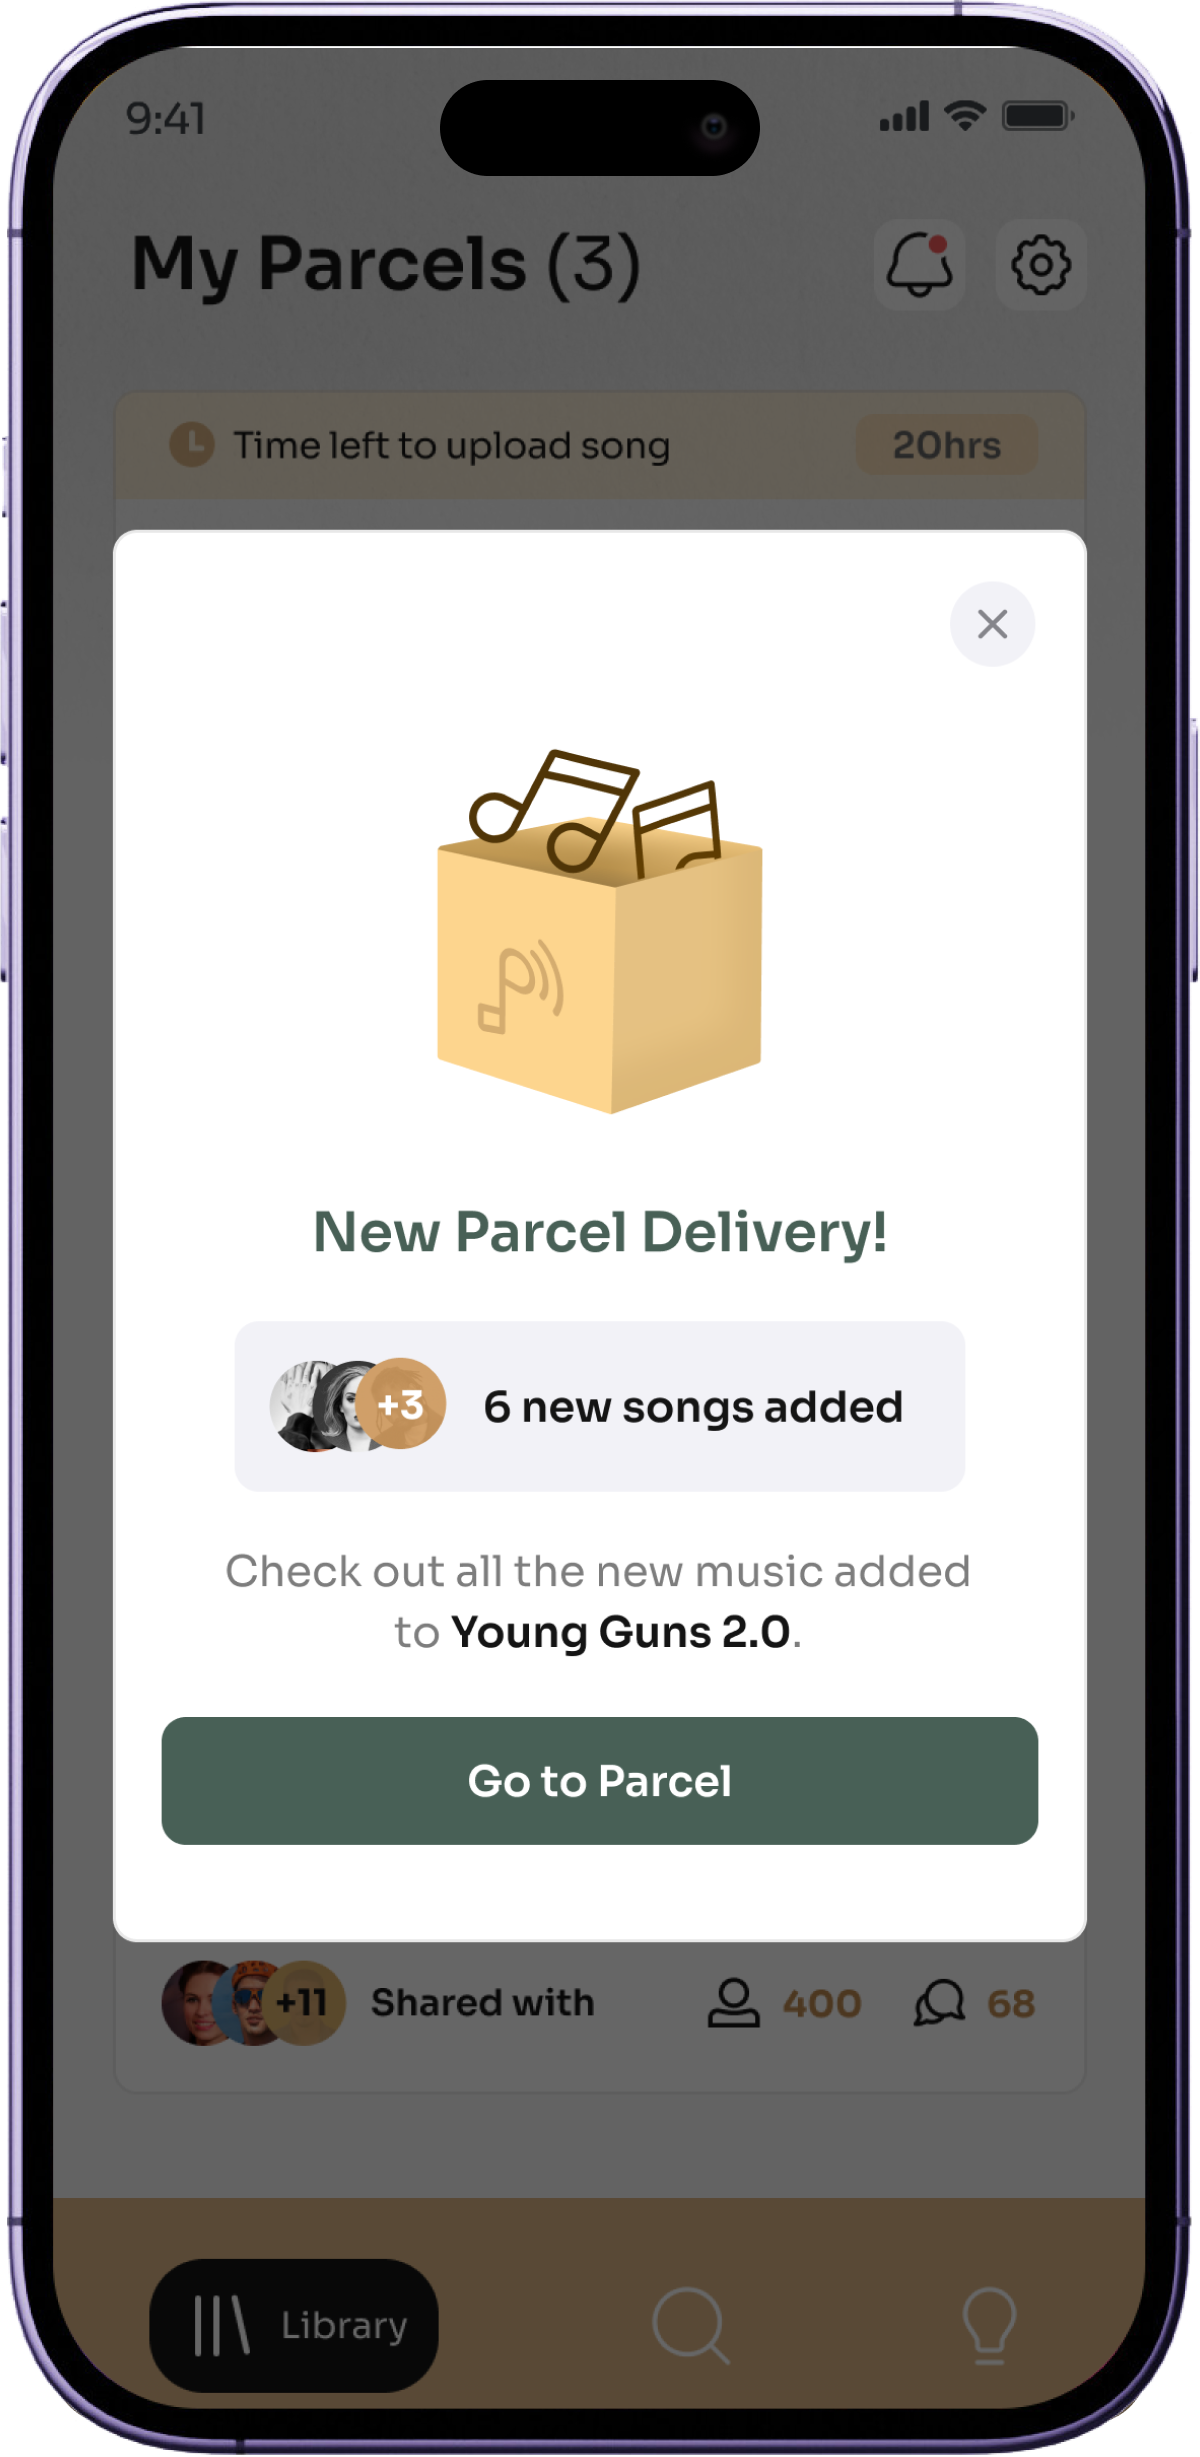 9:41
My Parcels (3)
Time left to upload song
20hrs
New Parcel Delivery!
+3
6 new songs added
Check out all the new music added
to Young Guns 2.0.
Go to Parcel
+11
Shared with
400
68
Library